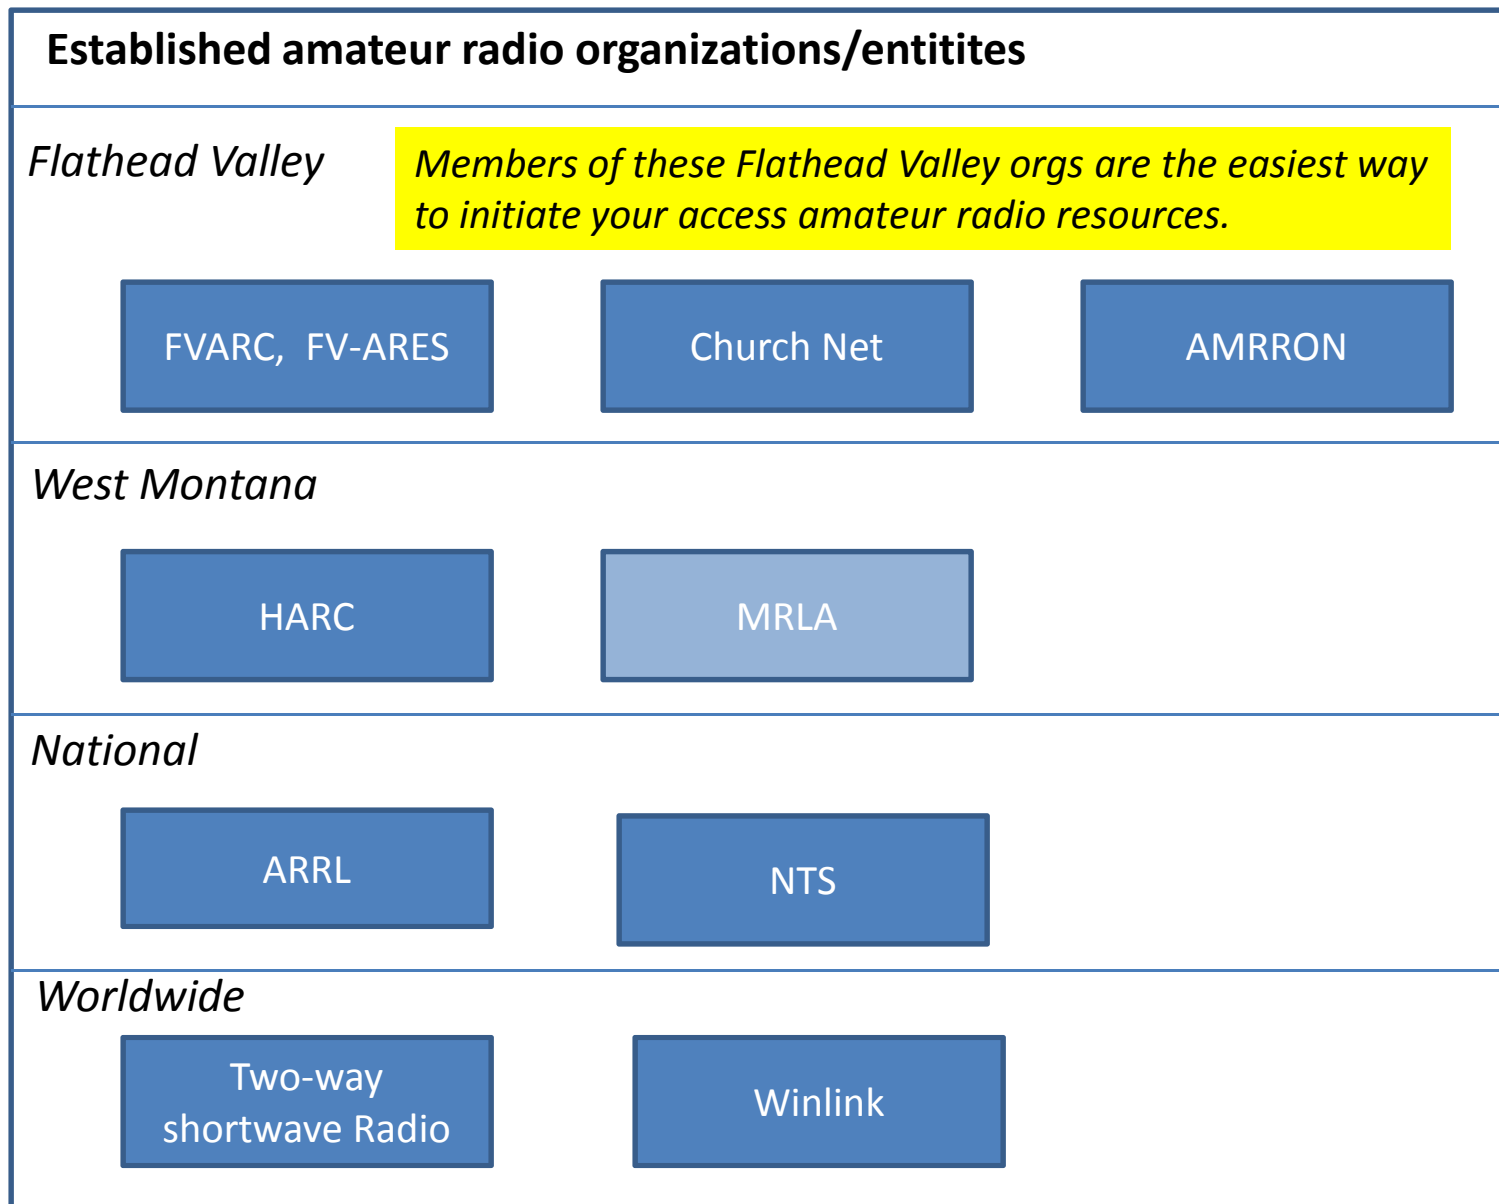 Established amateur radio organizations/entitites
Flathead Valley
Members of these Flathead Valley orgs are the easiest way
to initiate your access amateur radio resources.
FVARC, FV-ARES
Church Net
AMRRON
West Montana
HARC
MRLA
National
ARRL
NTS
Worldwide
Two-way
shortwave Radio
Winlink